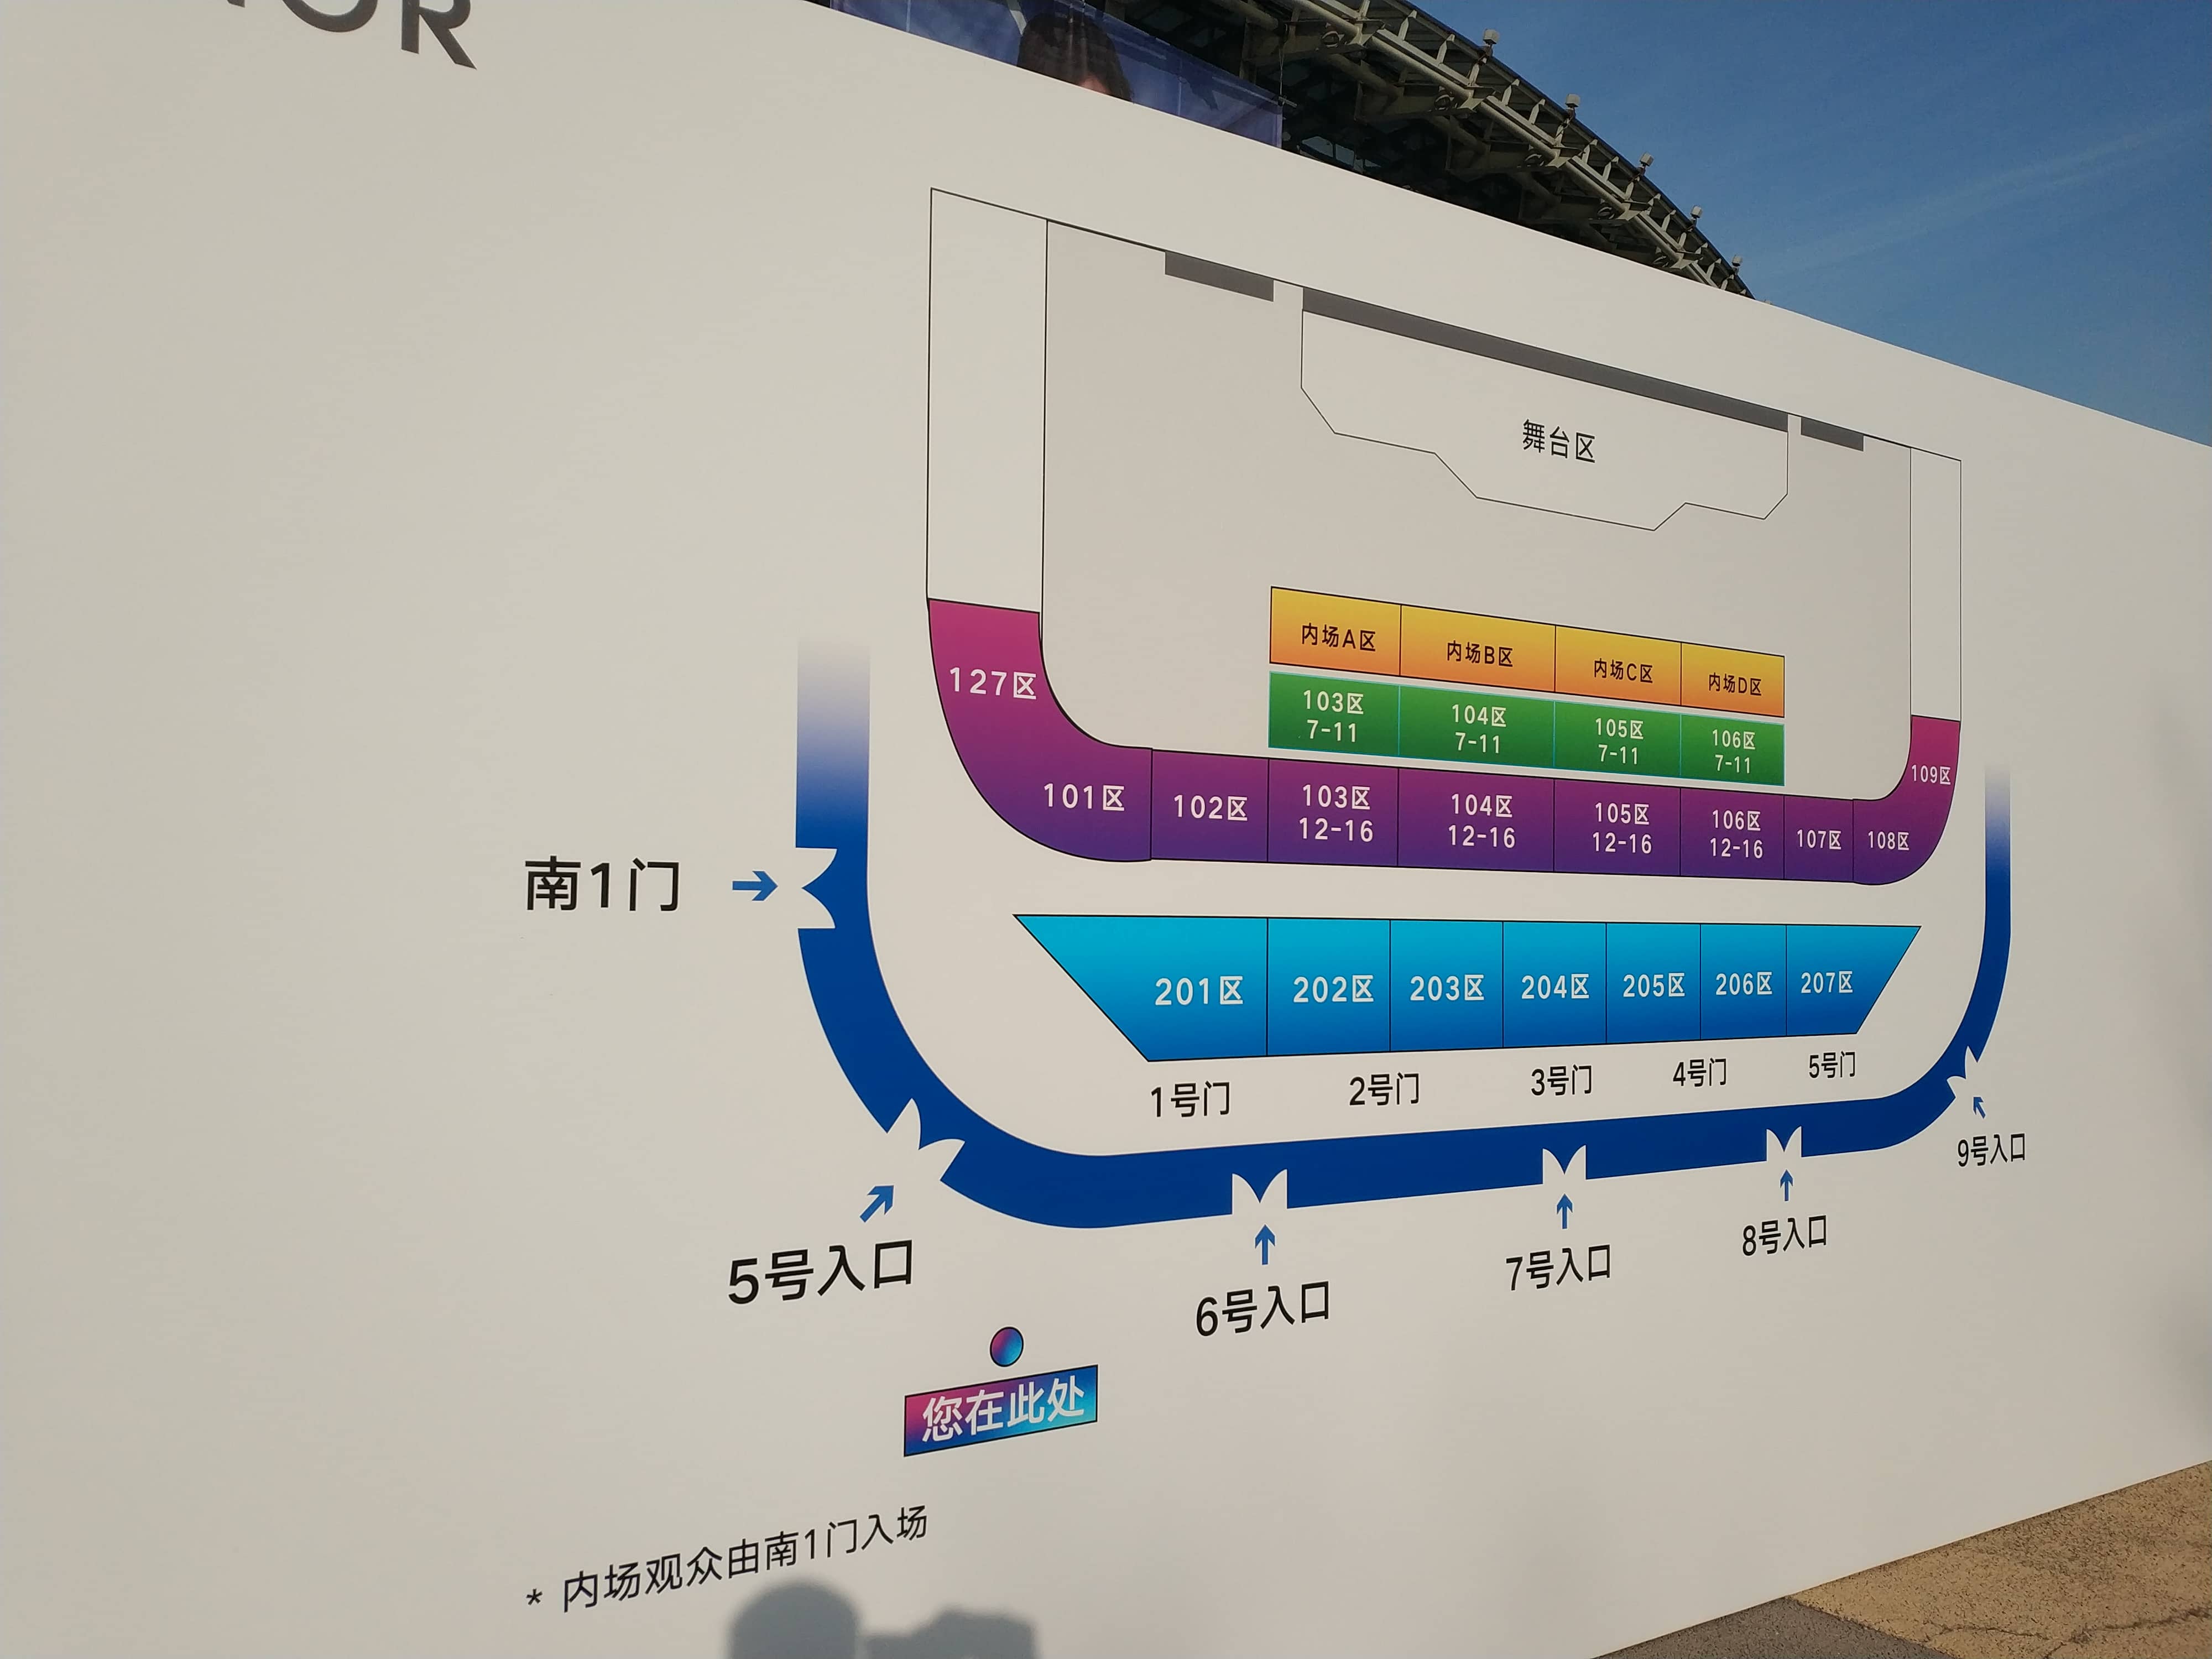 舞台区
内场A区 内场B区 内场C区 内场D区
103区 104区 105区 106区
7-11 7-11 7-11 7-11
127区
109区
101区 102区 103区 104区 105区 106区 107区 108区
12-16 12-16 12-16 12-16
南1门
201区 202区 203区 204区 205区 206区 207区
1号门 2号门 3号门 4号门 5号门
5号入口 6号入口 7号入口 8号入口 9号入口
您在此处
* 内场观众由南1门入场